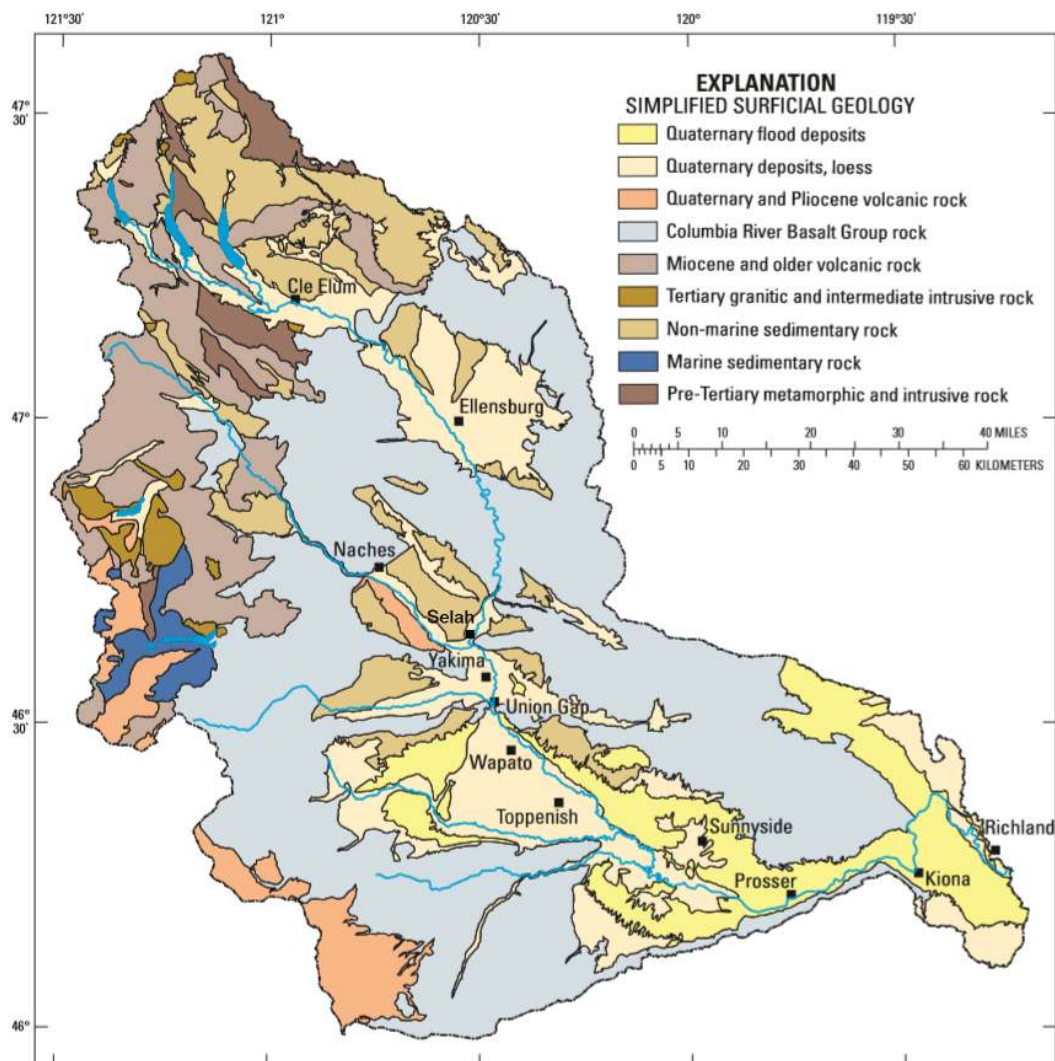 121°30' 121° 120°30' 120° 119°30'
EXPLANATION
SIMPLIFIED SURFICIAL GEOLOGY
Quaternary flood deposits
Quaternary deposits, loess
Quaternary and Pliocene volcanic rock
Columbia River Basalt Group rock
Miocene and older volcanic rock
Tertiary granitic and intermediate intrusive rock
Non-marine sedimentary rock
Marine sedimentary rock
Pre-Tertiary metamorphic and intrusive rock
0 5 10 20 30 40 MILES
0 5 10 20 30 40 50 60 KILOMETERS
47°
30'
Cle Elum
47°
Ellensburg
Naches
Selah
Yakima
46°
30'
Union Gap
Wapato
Toppenish
Sunnyside
Richland
Prosser
Kiona
46°